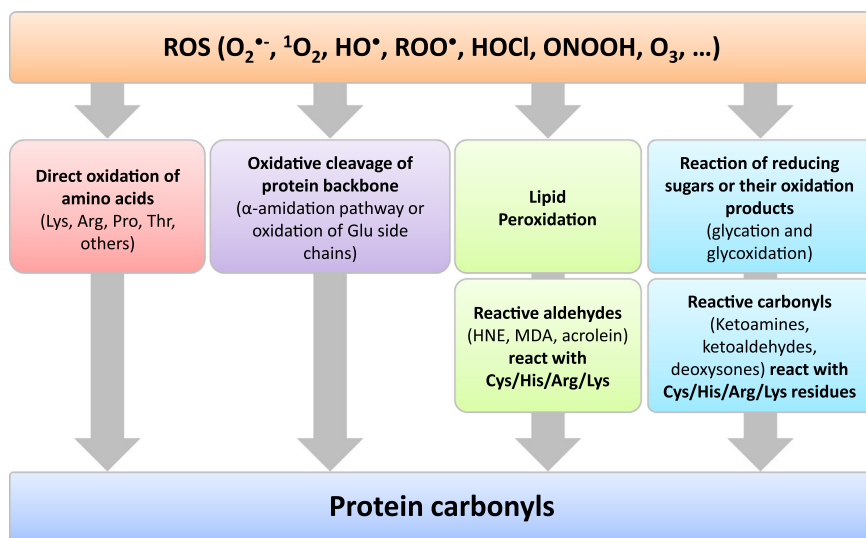 ROS (O₂•⁻, ¹O₂, HO•, ROO•, HOCl, ONOOH, O₃, ...)
Direct oxidation of
amino acids
(Lys, Arg, Pro, Thr,
others)
Oxidative cleavage of
protein backbone
(α-amidation pathway or
oxidation of Glu side
chains)
Lipid
Peroxidation
Reaction of reducing
sugars or their oxidation
products
(glycation and
glycoxidation)
Reactive aldehydes
(HNE, MDA, acrolein)
react with
Cys/His/Arg/Lys
Reactive carbonyls
(Ketoamines,
ketoaldehydes,
deoxysones) react with
Cys/His/Arg/Lys residues
Protein carbonyls